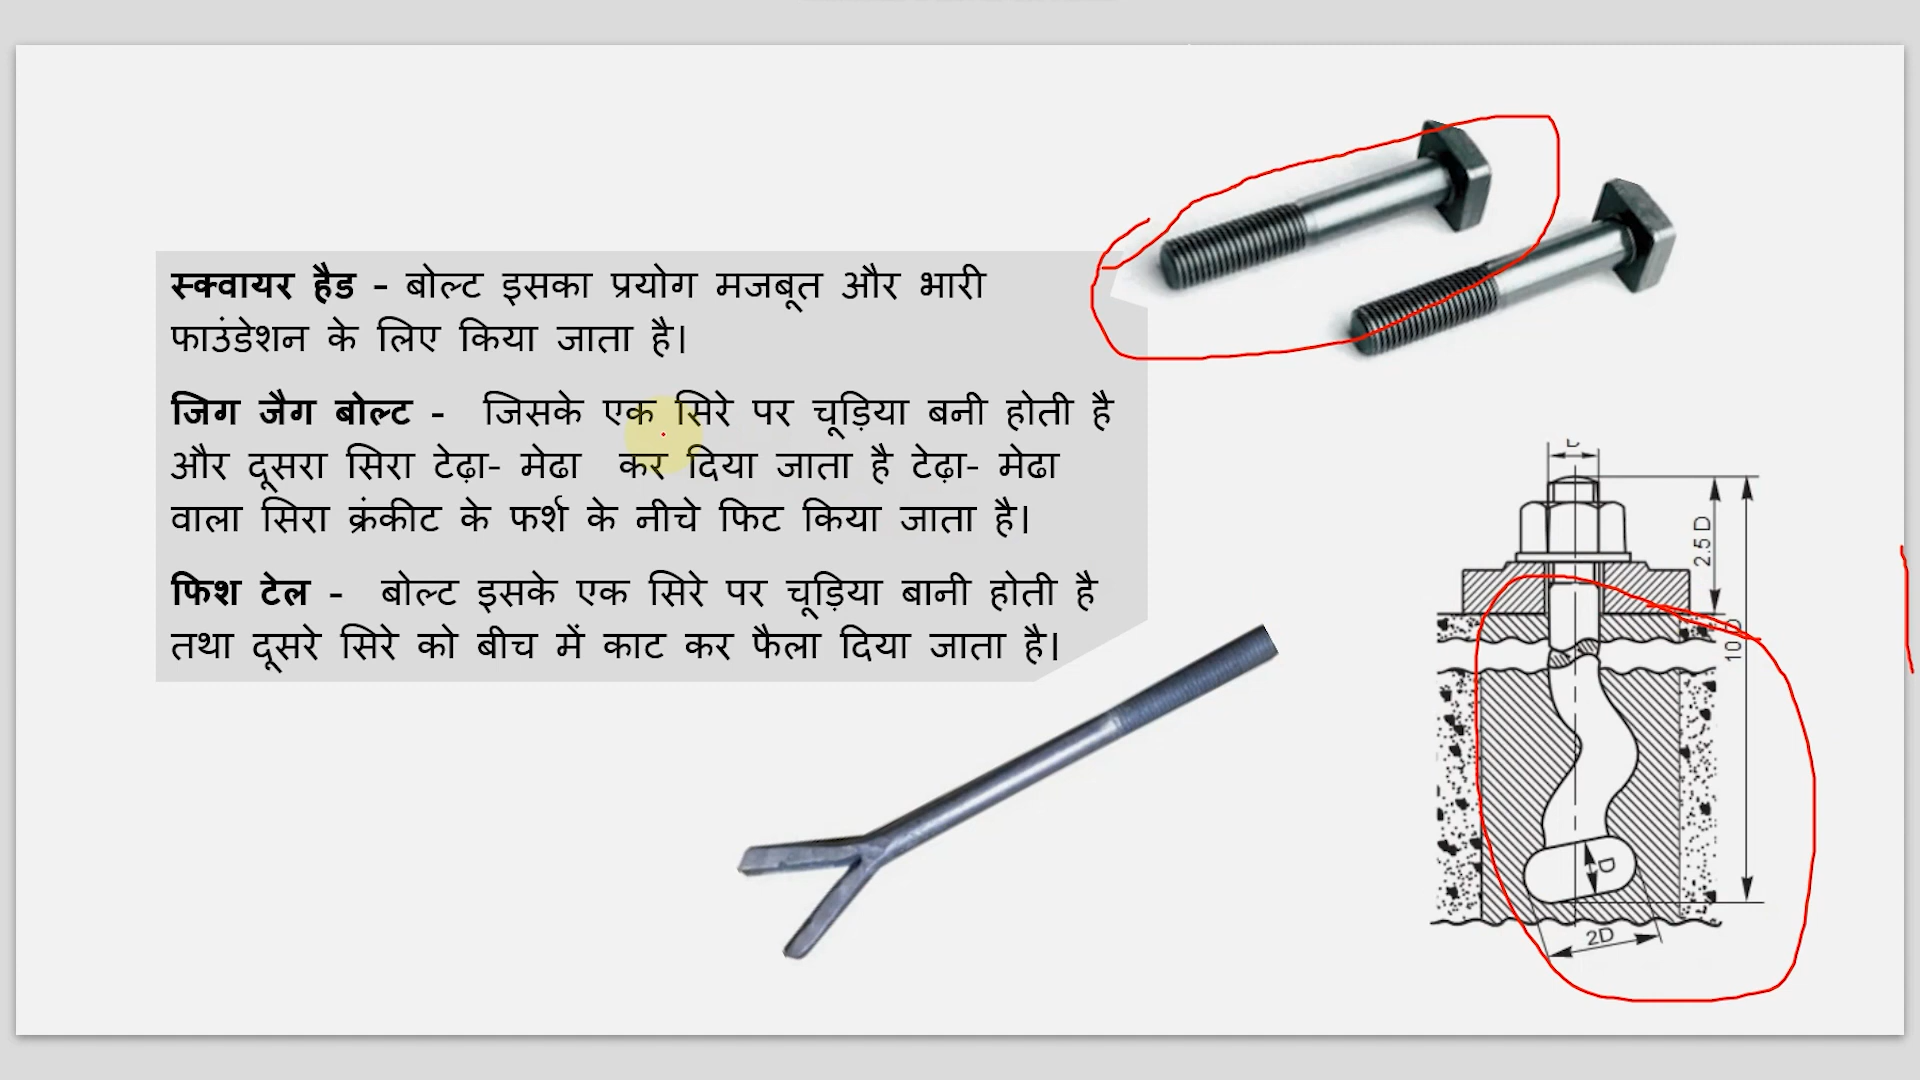 स्क्वायर हैड - बोल्ट इसका प्रयोग मजबूत और भारी
फाउंडेशन के लिए किया जाता है।
जिग जैग बोल्ट - जिसके एक सिरे पर चूड़िया बनी होती है
और दूसरा सिरा टेढ़ा- मेढा कर दिया जाता है टेढ़ा- मेढा
वाला सिरा क्रंकीट के फर्श के नीचे फिट किया जाता है।
फिश टेल - बोल्ट इसके एक सिरे पर चूड़िया बानी होती है
तथा दूसरे सिरे को बीच में काट कर फैला दिया जाता है।
2.5 D
10 D
D
2D